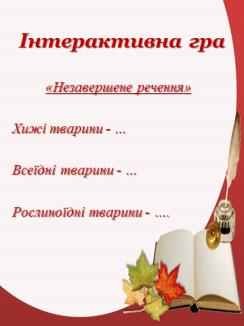 Інтерактивна гра
«Незавершене речення»
Хижі тварини - …
Всеїдні тварини - …
Рослиноїдні тварини - ….